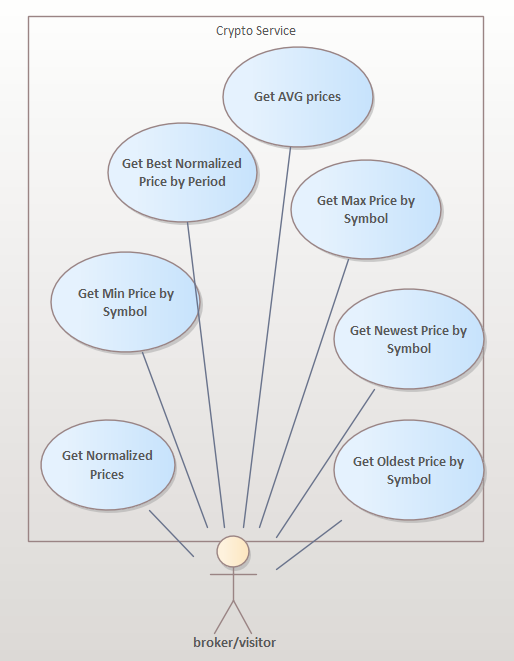 Crypto Service
Get AVG prices
Get Best Normalized
Price by Period
Get Max Price by
Symbol
Get Min Price by
Symbol
Get Newest Price by
Symbol
Get Normalized
Prices
Get Oldest Price by
Symbol
broker/visitor